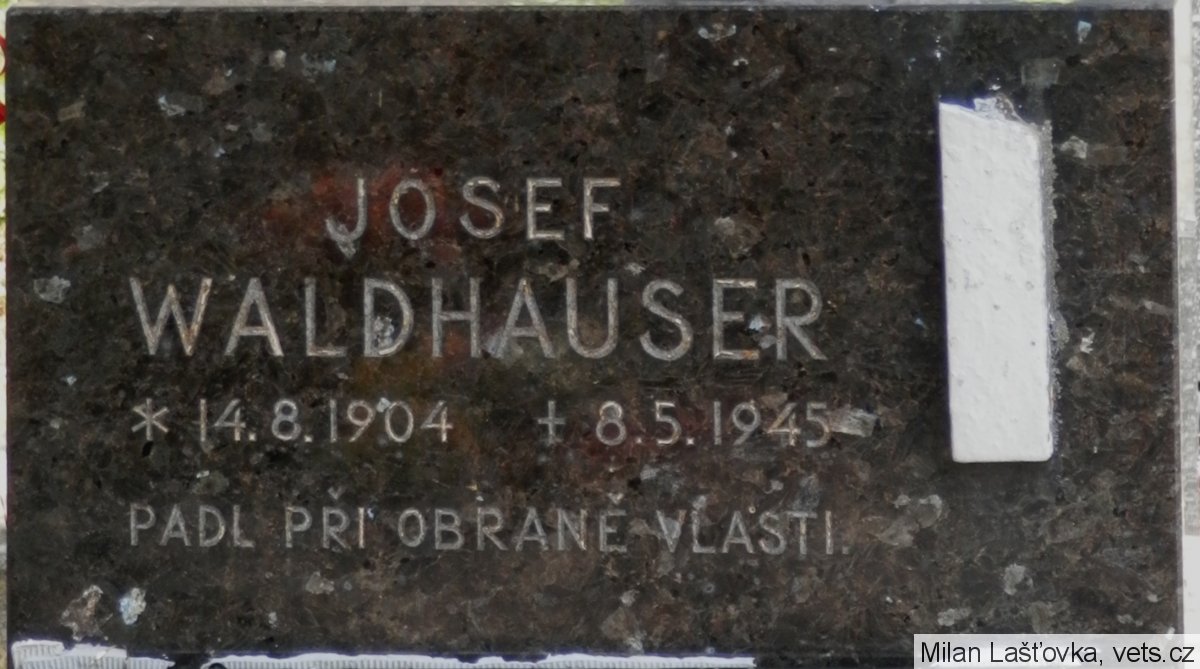 JOSEF
WALDHAUSER
* 14.8.1904 + 8.5.1945
PADL PŘI OBRANĚ VLASTI.
Milan Lašťovka, vets.cz